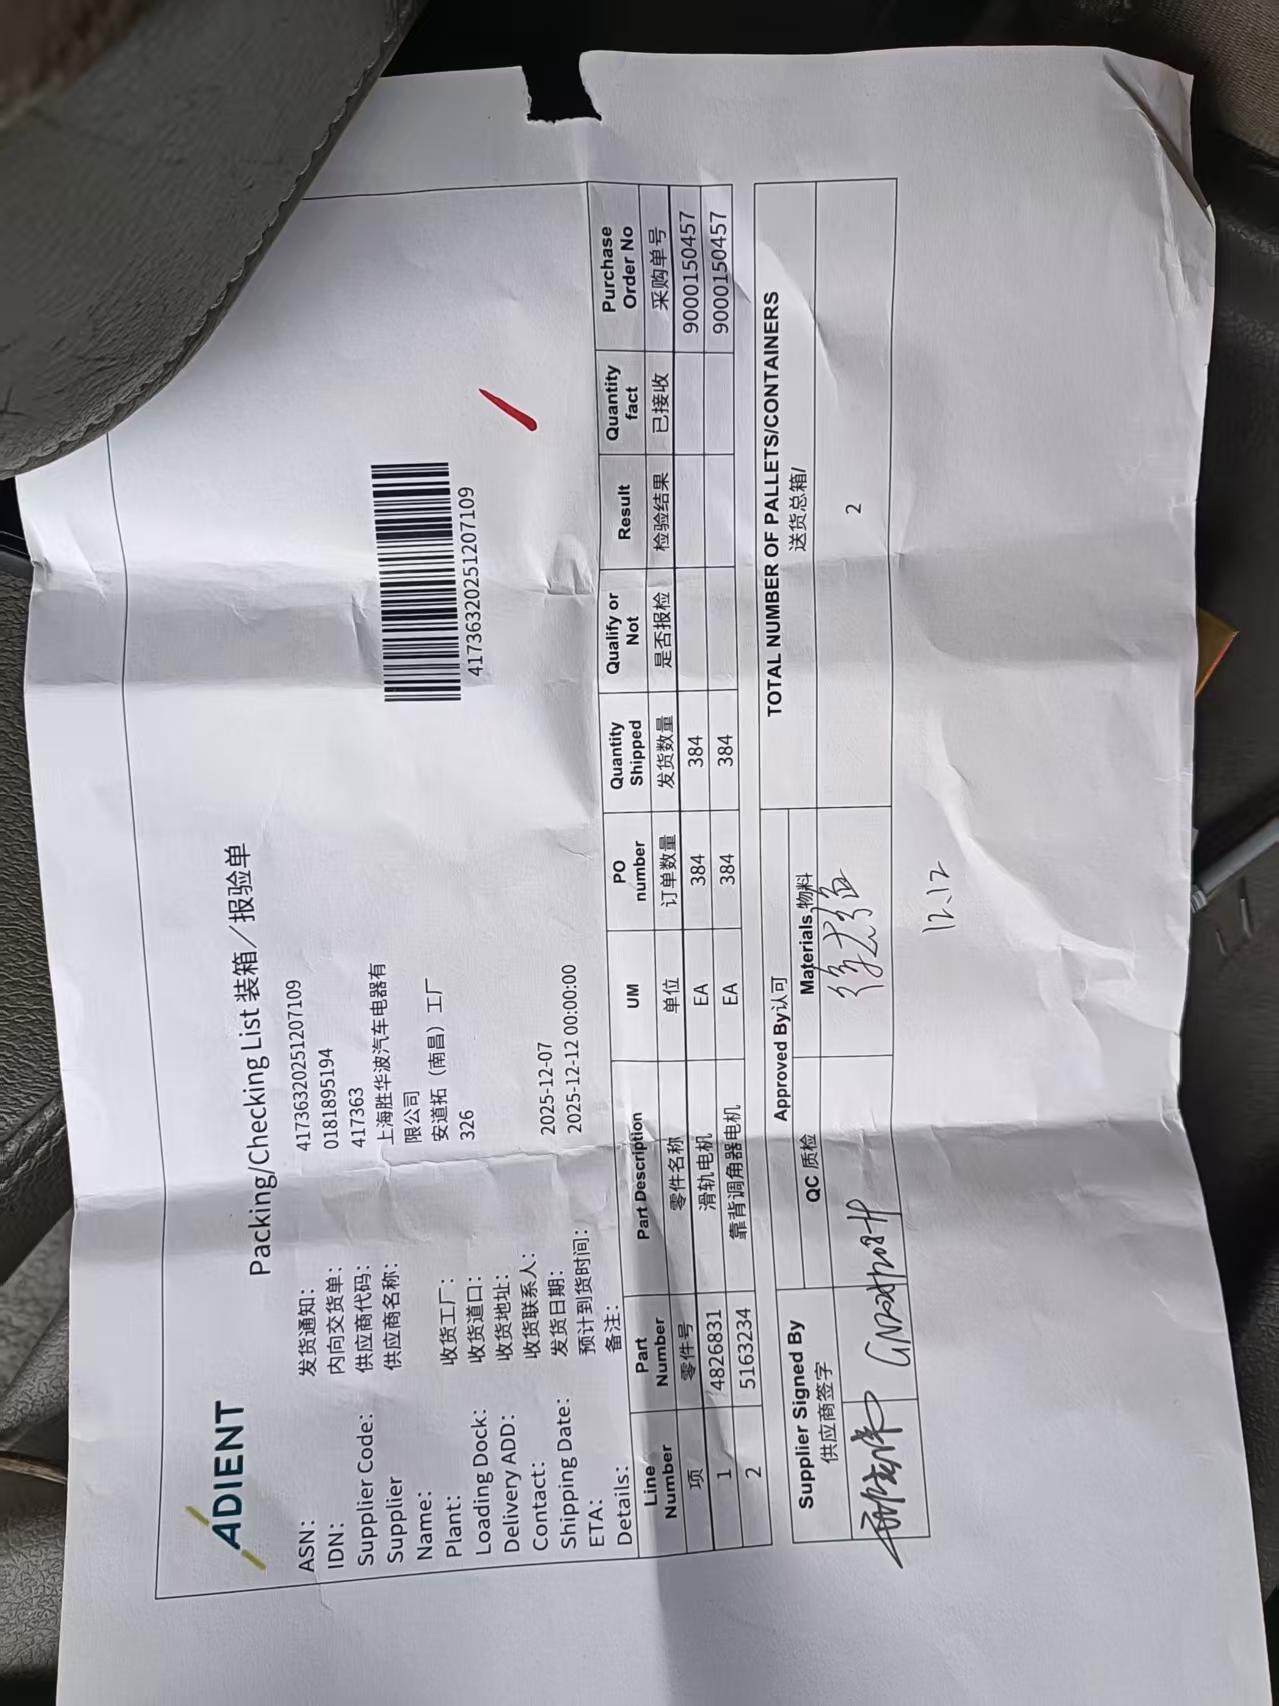 ADIENT
Packing/Checking List 装箱／报验单
ASN: 发货通知: 41736320251207109
IDN: 内向交货单: 0181895194
Supplier Code: 供应商代码: 417363
Supplier 供应商名称: 上海胜华波汽车电器有
Name: 限公司
Plant: 收货工厂: 安道拓（南昌）工厂
Loading Dock: 收货道口: 326
Delivery ADD: 收货地址:
Contact: 收货联系人:
Shipping Date: 发货日期: 2025-12-07
ETA: 预计到货时间: 2025-12-12 00:00:00
Details: 备注:
41736320251207109
Line Number Part Number Part Description UM PO number Quantity Shipped Qualify or Not Result Quantity fact Purchase Order No
项 零件号 零件名称 单位 订单数量 发货数量 是否报检 检验结果 已接收 采购单号
1 4826831 滑轨电机 EA 384 384 9000150457
2 5163234 靠背调角器电机 EA 384 384 9000150457
Supplier Signed By Approved By认可 TOTAL NUMBER OF PALLETS/CONTAINERS
供应商签字 QC 质检 Materials 物料 送货总箱/
2
12.12